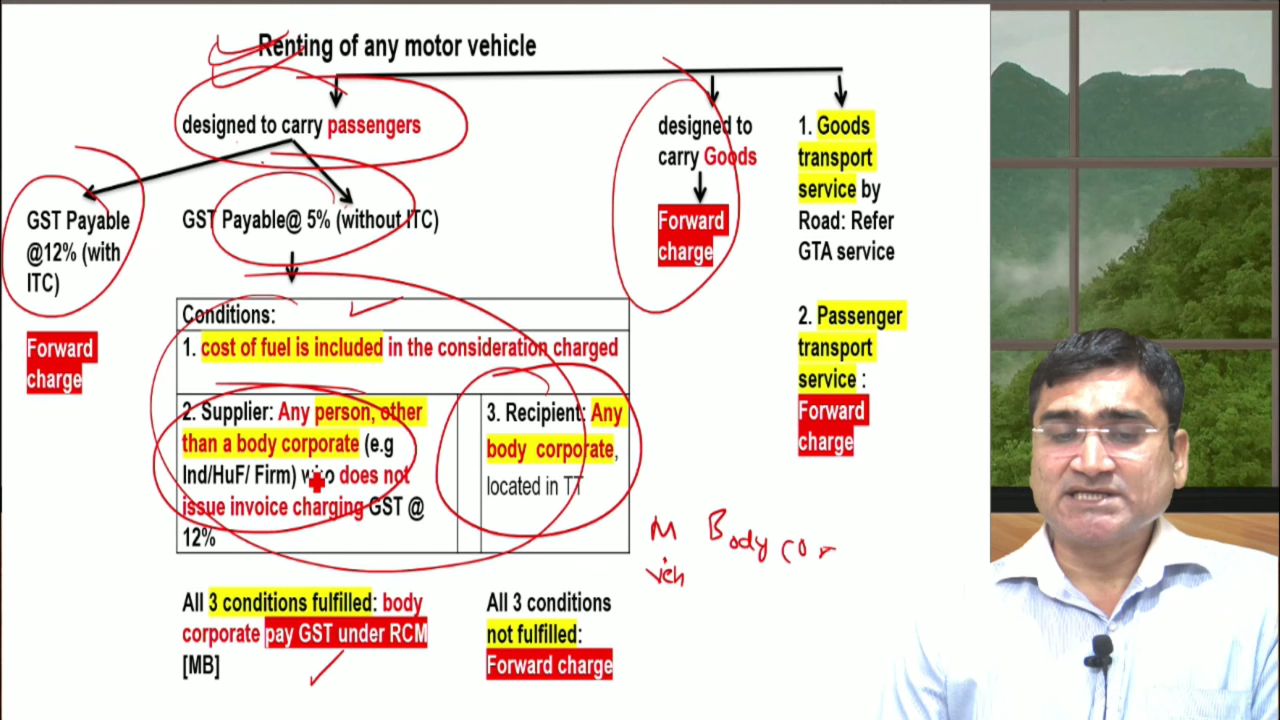 Renting of any motor vehicle
designed to carry passengers
GST Payable
@12% (with
ITC)
Forward
charge
GST Payable@ 5% (without ITC)
Conditions:
1. cost of fuel is included in the consideration charged
2. Supplier: Any person, other
than a body corporate (e.g
Ind/HuF/ Firm) who does not
issue invoice charging GST @
12%
3. Recipient: Any
body corporate,
located in TT
All 3 conditions fulfilled: body
corporate pay GST under RCM
[MB]
All 3 conditions
not fulfilled:
Forward charge
designed to
carry Goods
Forward
charge
1. Goods
transport
service by
Road: Refer
GTA service
2. Passenger
transport
service :
Forward
charge
M Body cor
veh